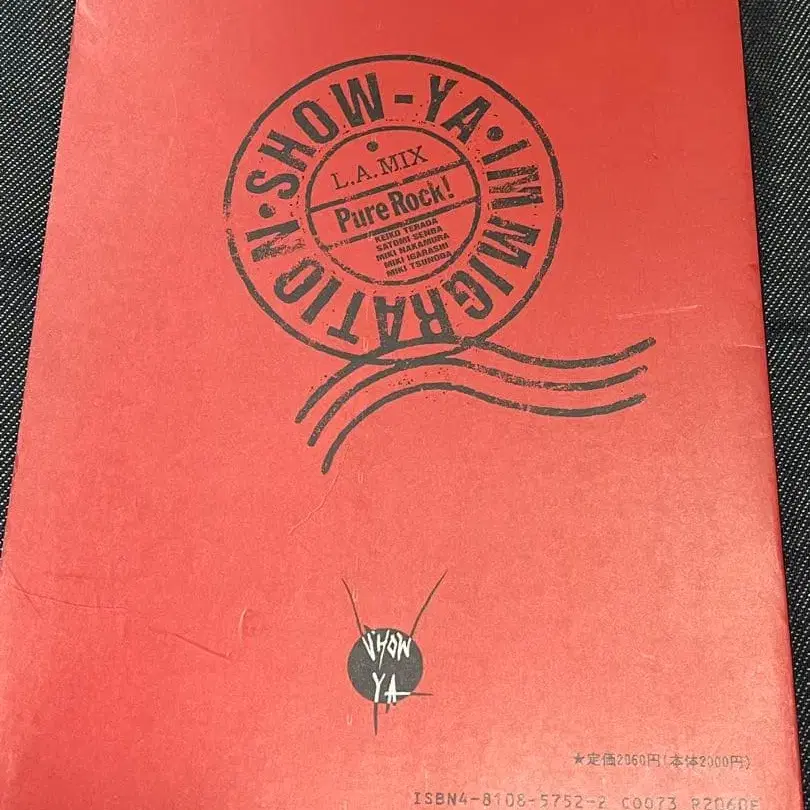 SHOW-YA・IMMIGRATION・
L.A.MIX
Pure Rock!
KEIKO TERADA
SATOMI SENBA
MIKI NAKAMURA
MIKI IGARASHI
MIKI TSUNODA
SHOW
YA
★定価2060円(本体2000円)
ISBN4-8108-5752-2 C0073 P2060E